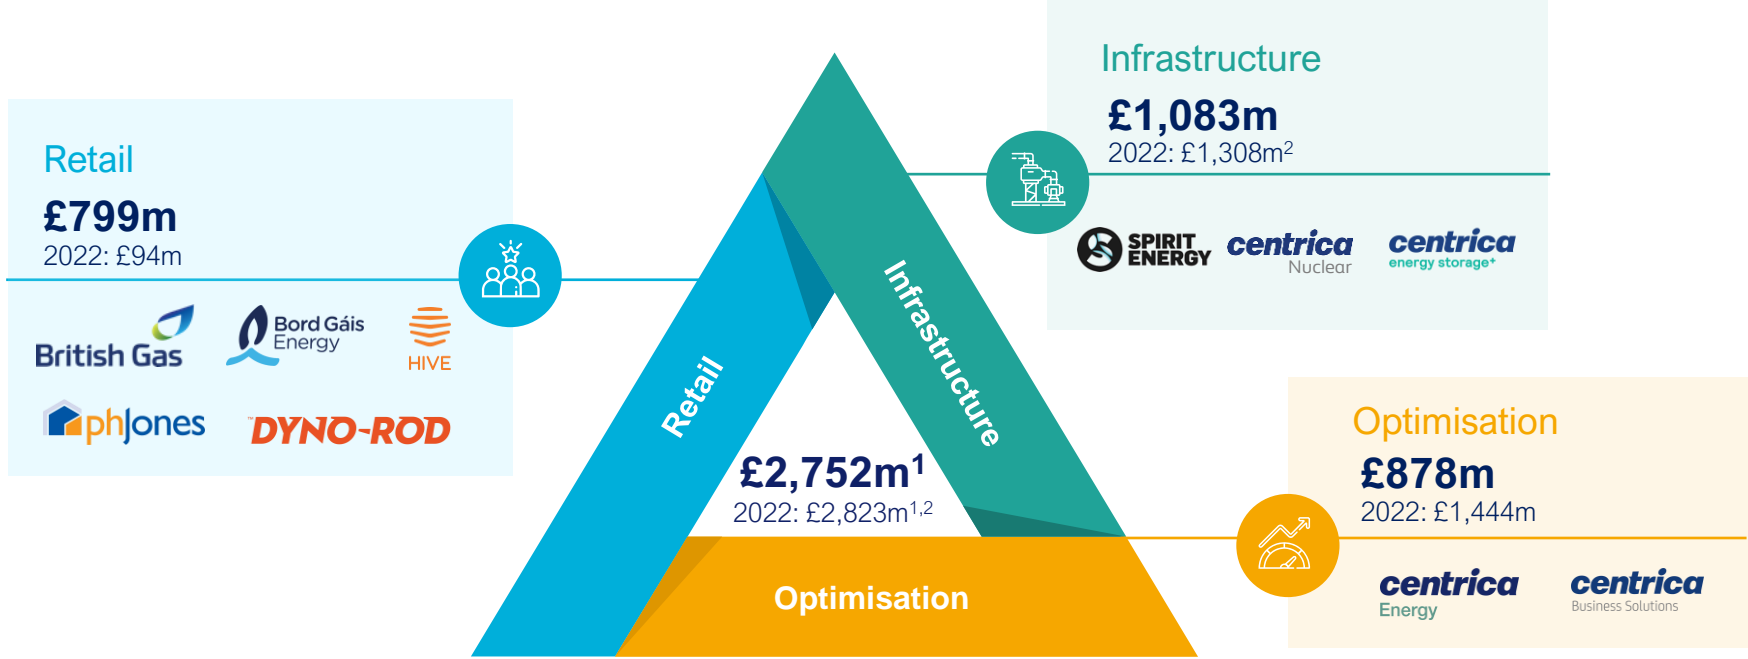 Retail
£799m
2022: £94m
British Gas
Bord Gáis
Energy
HIVE
phJones
™DYNO-ROD
Infrastructure
£1,083m
2022: £1,308m²
SPIRIT
ENERGY
centrica
Nuclear
centrica
energy storage+
Retail
Infrastructure
£2,752m¹
2022: £2,823m¹,²
Optimisation
Optimisation
£878m
2022: £1,444m
centrica
Energy
centrica
Business Solutions